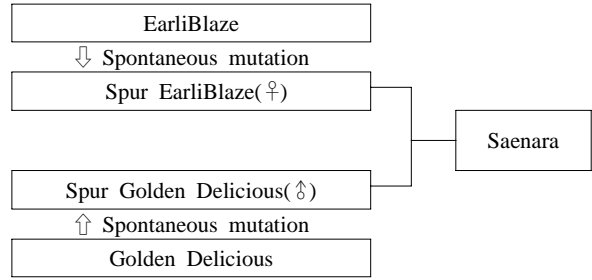 EarliBlaze
⇩ Spontaneous mutation
Spur EarliBlaze(♀)
Saenara
Spur Golden Delicious(♂)
⇧ Spontaneous mutation
Golden Delicious